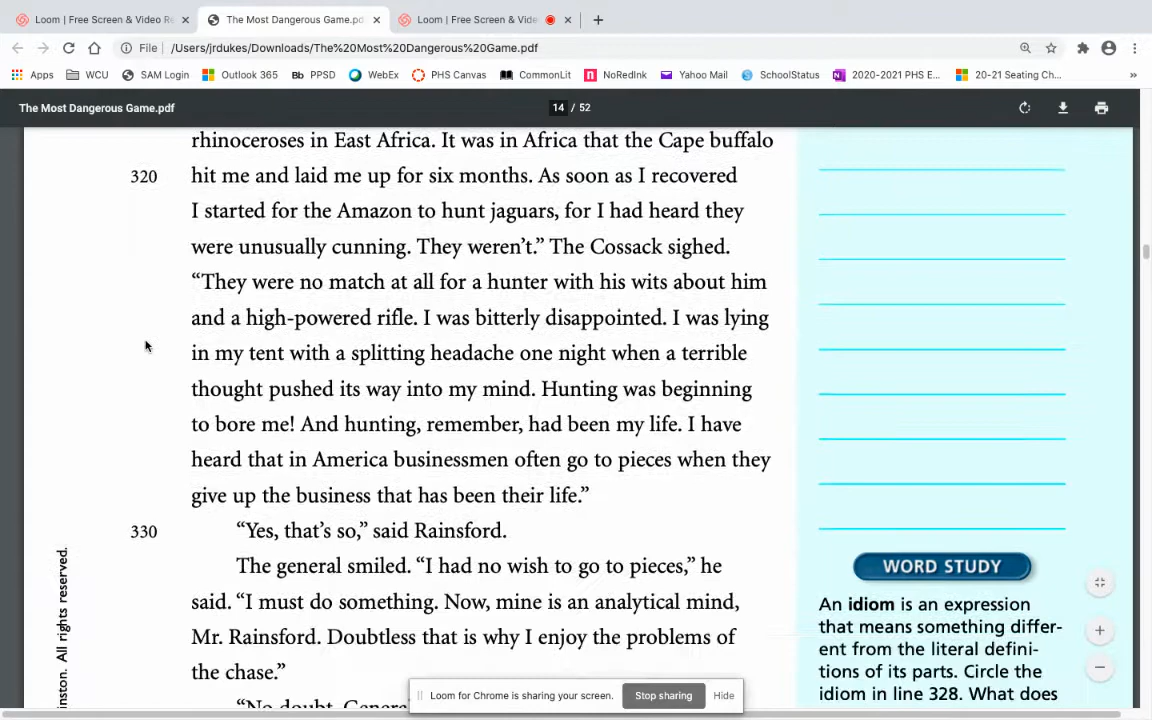 Loom | Free Screen & Video Re
The Most Dangerous Game.pd
Loom | Free Screen & Vide
File
/Users/jrdukes/Downloads/The%20Most%20Dangerous%20Game.pdf
Apps
WCU
SAM Login
Outlook 365
Bb PPSD
WebEx
PHS Canvas
CommonLit
NoRedInk
Yahoo Mail
SchoolStatus
2020-2021 PHS E...
20-21 Seating Ch...
»
The Most Dangerous Game.pdf
14 / 52
rhinoceroses in East Africa. It was in Africa that the Cape buffalo
320 hit me and laid me up for six months. As soon as I recovered
I started for the Amazon to hunt jaguars, for I had heard they
were unusually cunning. They weren't.” The Cossack sighed.
“They were no match at all for a hunter with his wits about him
and a high-powered rifle. I was bitterly disappointed. I was lying
in my tent with a splitting headache one night when a terrible
thought pushed its way into my mind. Hunting was beginning
to bore me! And hunting, remember, had been my life. I have
heard that in America businessmen often go to pieces when they
give up the business that has been their life.”
330 “Yes, that’s so,” said Rainsford.
The general smiled. “I had no wish to go to pieces,” he
said. “I must do something. Now, mine is an analytical mind,
Mr. Rainsford. Doubtless that is why I enjoy the problems of
the chase.”
“No doubt, General
inston. All rights reserved.
WORD STUDY
An idiom is an expression
that means something differ-
ent from the literal defini-
tions of its parts. Circle the
idiom in line 328. What does
Loom for Chrome is sharing your screen.
Stop sharing
Hide